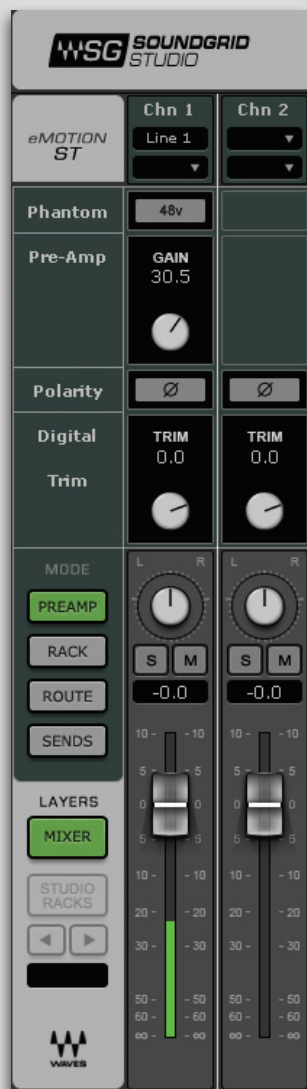 WSG SOUNDGRID
STUDIO
eMOTION
ST
Chn 1 Chn 2
Line 1
Phantom 48v
Pre-Amp GAIN
30.5
Polarity Ø Ø
Digital TRIM TRIM
Trim 0.0 0.0
MODE L R L R
PREAMP
RACK S M S M
ROUTE -0.0 -0.0
SENDS
10 - - 10 10 - - 10
5 - - 5 5 - - 5
LAYERS 0 - - 0 0 - - 0
MIXER 5 - - 5 5 - - 5
10 - - 10 10 - - 10
STUDIO
RACKS
20 - - 20 20 - - 20
30 - - 30 30 - - 30
50 - - 50 50 - - 50
60 - - 60 60 - - 60
∞ - - ∞ ∞ - - ∞
WAVES